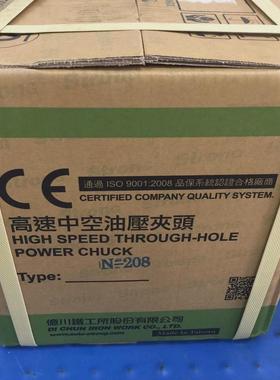 通過 ISO 9001:2008 品保系統認證合格廠商
CE
CERTIFIED COMPANY QUALITY SYSTEM.
高速中空油壓夾頭
HIGH SPEED THROUGH-HOLE
POWER CHUCK
Type: N-208
億川鐵工所股份有限公司
DI CHUN IRON WORK CO., LTD.
Made in Taiwan